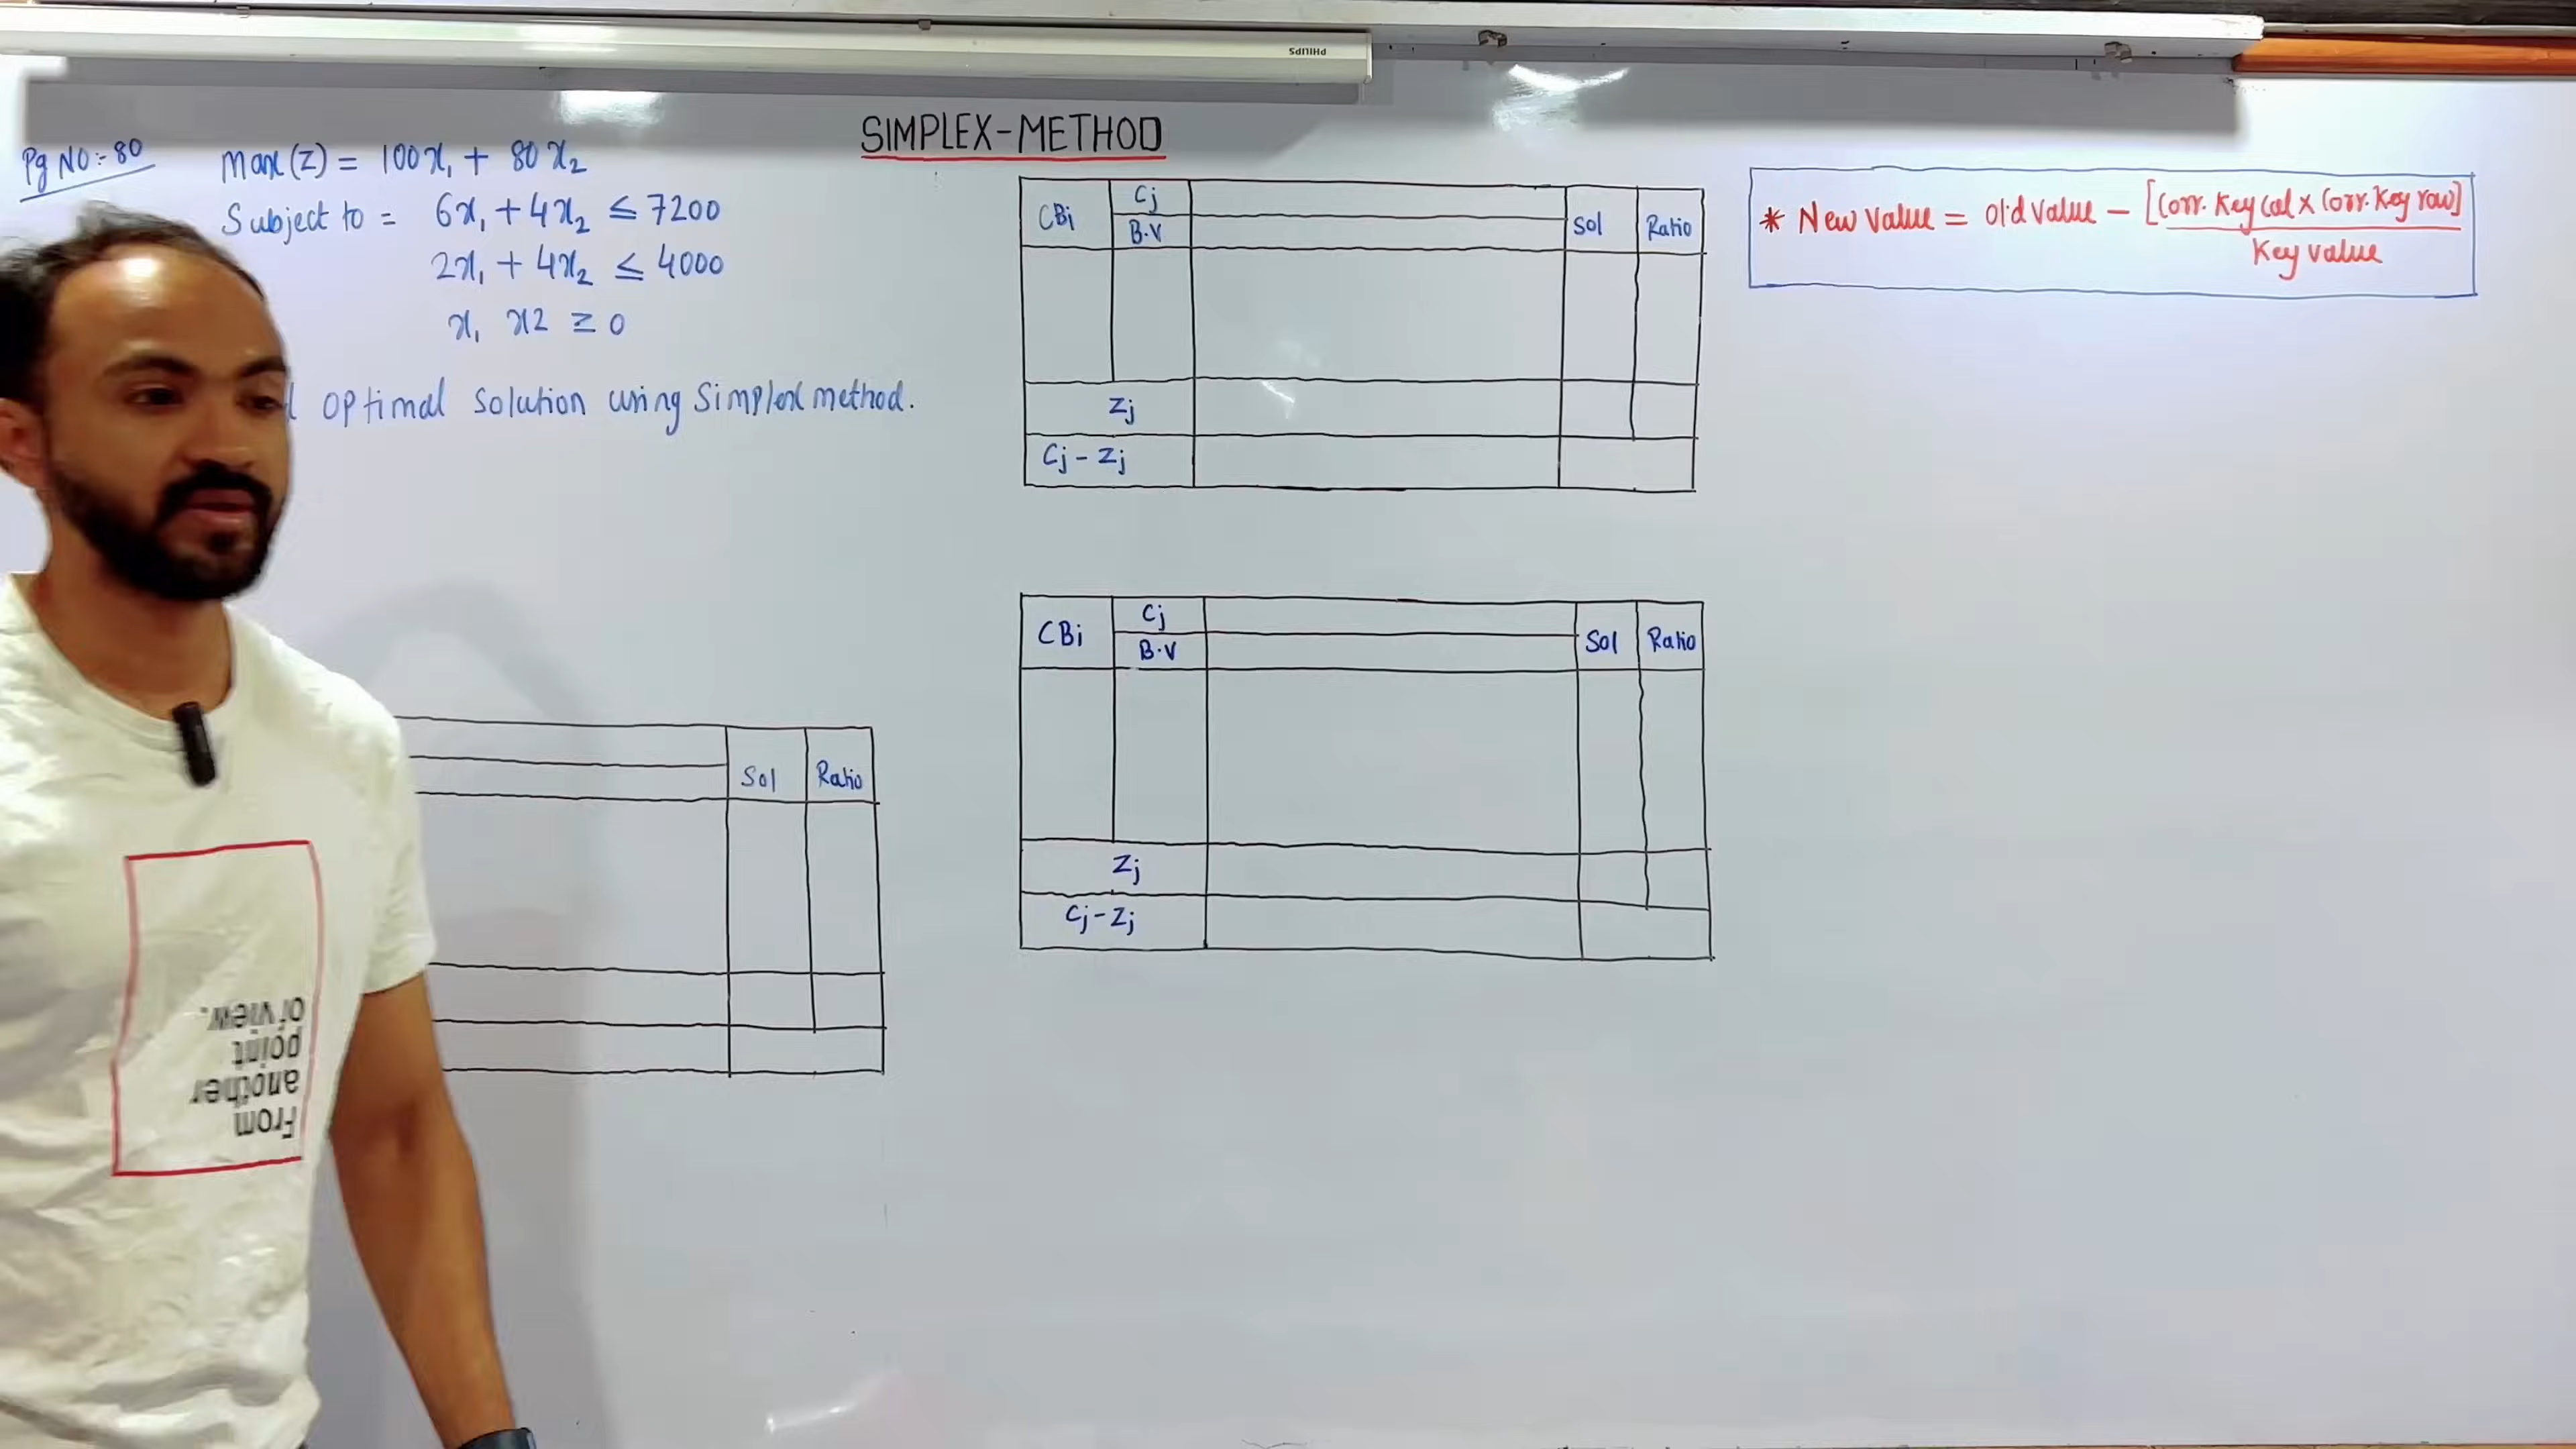 PHILIPS
SIMPLEX-METHOD
Pg NO:- 80
Max (Z) = 100x₁ + 80x₂
Subject to = 6x₁ + 4x₂ ≤ 7200
2x₁ + 4x₂ ≤ 4000
x₁ x2 ≥ 0
optimal solution using Simplex method.
Sol Ratio
CBi Cj Sol Ratio
B.V
Zj
Cj - Zj
CBi Cj Sol Ratio
B.V
Zj
Cj - Zj
* New value = old value - [Corr. Key Col x Corr. Key row]
Key value
From
another
point
of view.